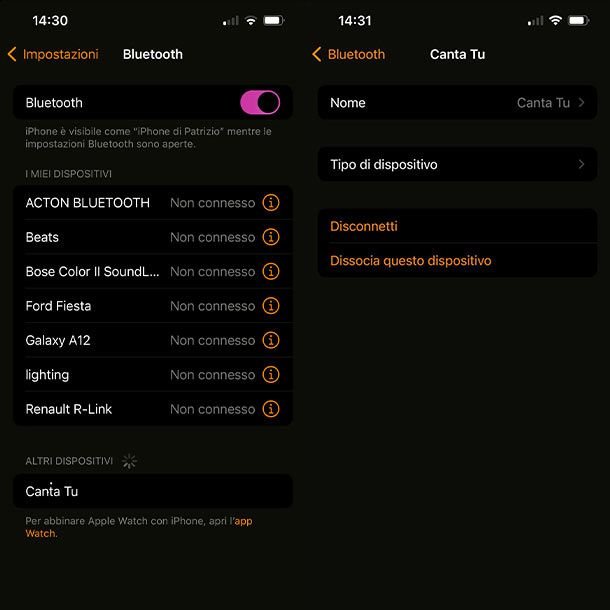 14:30
Impostazioni
Bluetooth
Bluetooth
iPhone è visibile come "iPhone di Patrizio" mentre le
impostazioni Bluetooth sono aperte.
I MIEI DISPOSITIVI
ACTON BLUETOOTH Non connesso
Beats Non connesso
Bose Color II SoundL... Non connesso
Ford Fiesta Non connesso
Galaxy A12 Non connesso
lighting Non connesso
Renault R-Link Non connesso
ALTRI DISPOSITIVI
Canta Tu
Per abbinare Apple Watch con iPhone, apri l'app
Watch.
14:31
Bluetooth
Canta Tu
Nome Canta Tu
Tipo di dispositivo
Disconnetti
Dissocia questo dispositivo